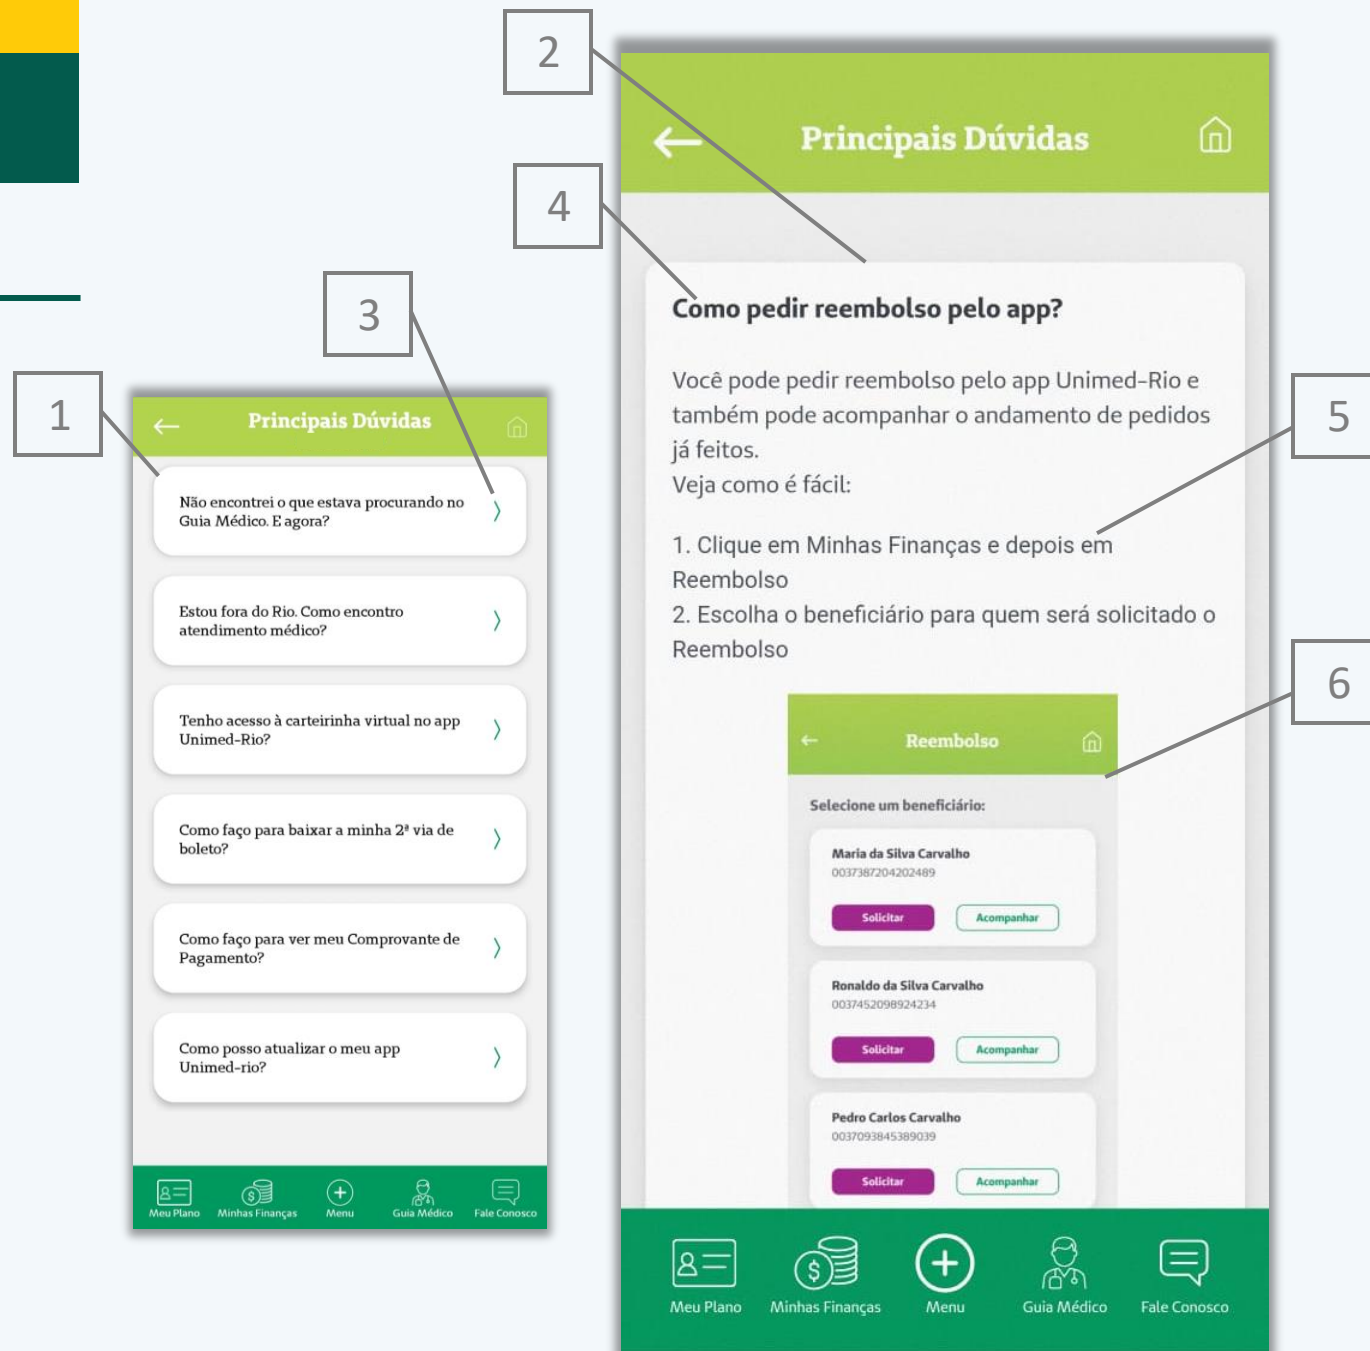 2
4
3
1
5
6
Principais Dúvidas
Não encontrei o que estava procurando no
Guia Médico. E agora?
Estou fora do Rio. Como encontro
atendimento médico?
Tenho acesso à carteirinha virtual no app
Unimed-Rio?
Como faço para baixar a minha 2ª via de
boleto?
Como faço para ver meu Comprovante de
Pagamento?
Como posso atualizar o meu app
Unimed-rio?
Meu Plano Minhas Finanças Menu Guia Médico Fale Conosco
Principais Dúvidas
Como pedir reembolso pelo app?
Você pode pedir reembolso pelo app Unimed-Rio e
também pode acompanhar o andamento de pedidos
já feitos.
Veja como é fácil:
1. Clique em Minhas Finanças e depois em
Reembolso
2. Escolha o beneficiário para quem será solicitado o
Reembolso
Reembolso
Selecione um beneficiário:
Maria da Silva Carvalho
0037387204202489
Solicitar Acompanhar
Ronaldo da Silva Carvalho
0037452098924234
Solicitar Acompanhar
Pedro Carlos Carvalho
0037093845389039
Solicitar Acompanhar
Meu Plano Minhas Finanças Menu Guia Médico Fale Conosco